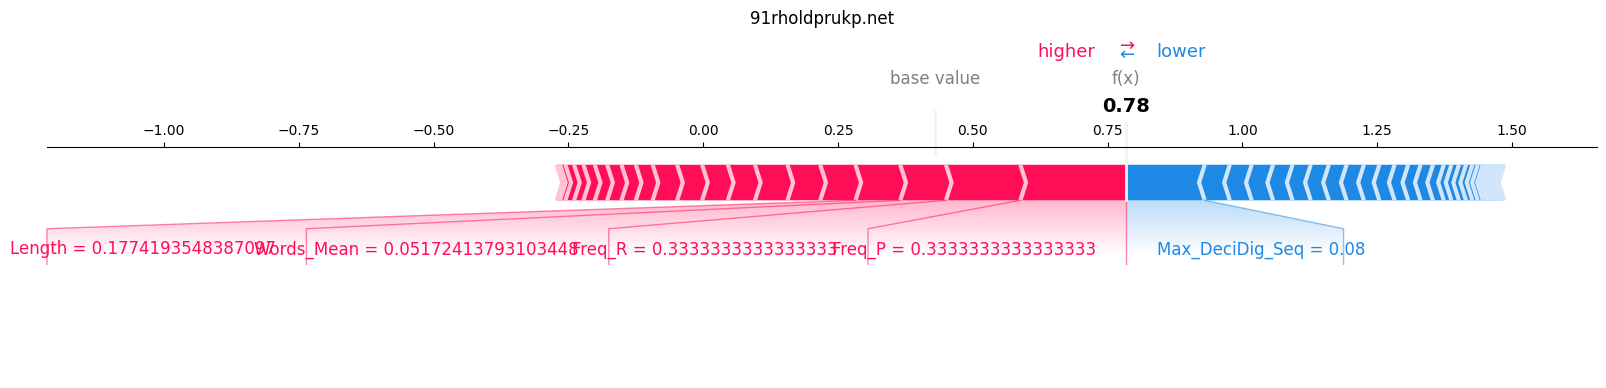 91rholdprukp.net
higher ⇄ lower
base value f(x)
0.78
−1.00 −0.75 −0.50 −0.25 0.00 0.25 0.50 0.75 1.00 1.25 1.50
Length = 0.1774193548387097 Words_Mean = 0.05172413793103448 Freq_R = 0.3333333333333333 Freq_P = 0.3333333333333333 Max_DeciDig_Seq = 0.08